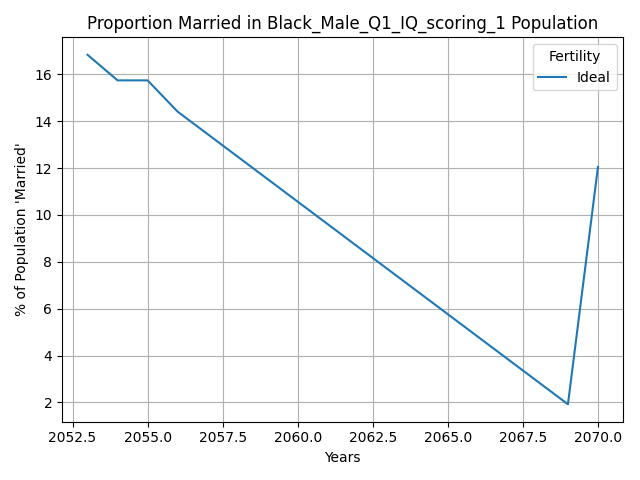 Proportion Married in Black_Male_Q1_IQ_scoring_1 Population
Fertility
Ideal
% of Population 'Married'
16
14
12
10
8
6
4
2
2052.5 2055.0 2057.5 2060.0 2062.5 2065.0 2067.5 2070.0
Years